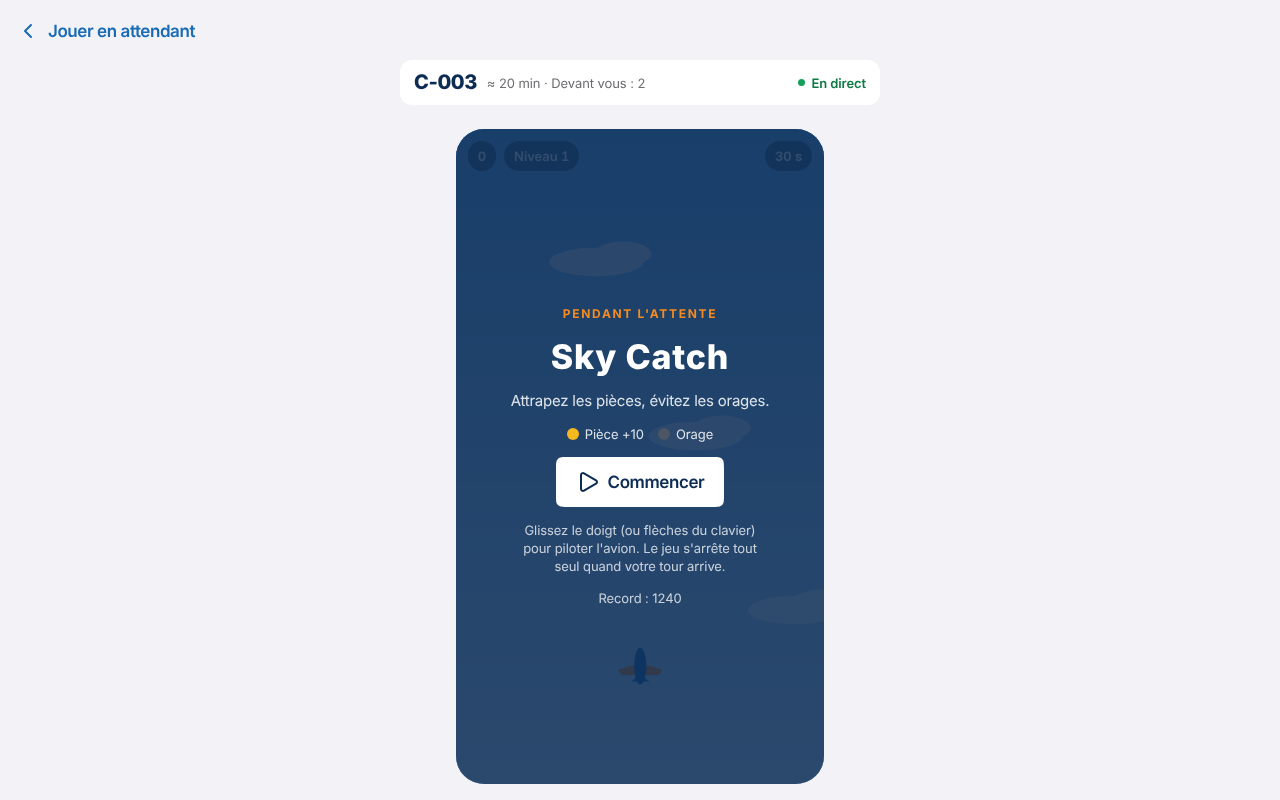 Jouer en attendant
C-003 ≈ 20 min · Devant vous : 2 En direct
0 Niveau 1 30 s
PENDANT L'ATTENTE
Sky Catch
Attrapez les pièces, évitez les orages.
Pièce +10 Orage
Commencer
Glissez le doigt (ou flèches du clavier)
pour piloter l'avion. Le jeu s'arrête tout
seul quand votre tour arrive.
Record : 1240